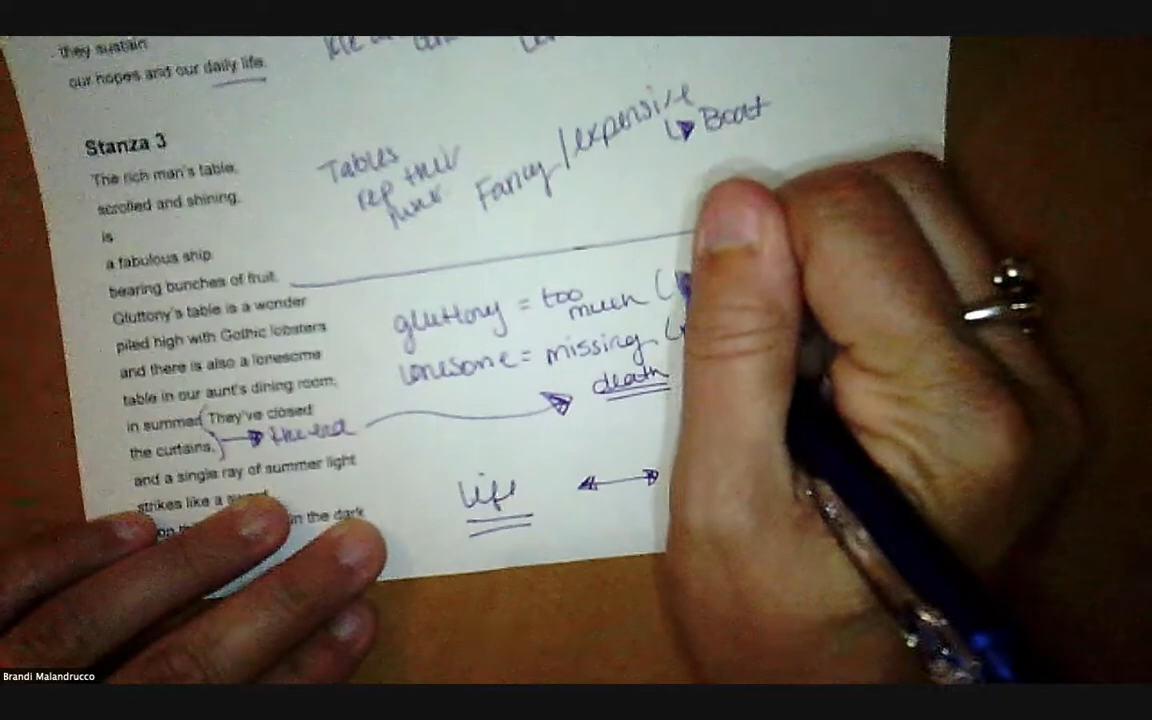 they sustain
our hopes and our daily life.
Stanza 3
The rich man's table,
scrolled and shining,
is
a fabulous ship
bearing bunches of fruit.
Gluttony's table is a wonder
piled high with Gothic lobsters
and there is also a lonesome
table in our aunt's dining room,
in summer. They've closed
the curtains,
and a single ray of summer light
strikes like a sword
in the dark
Tables
rep their
Fancy / expensive
↳ Boat
gluttony = too
much (
lonesome = missing (
death
the end
life
Brandi Malandrucco